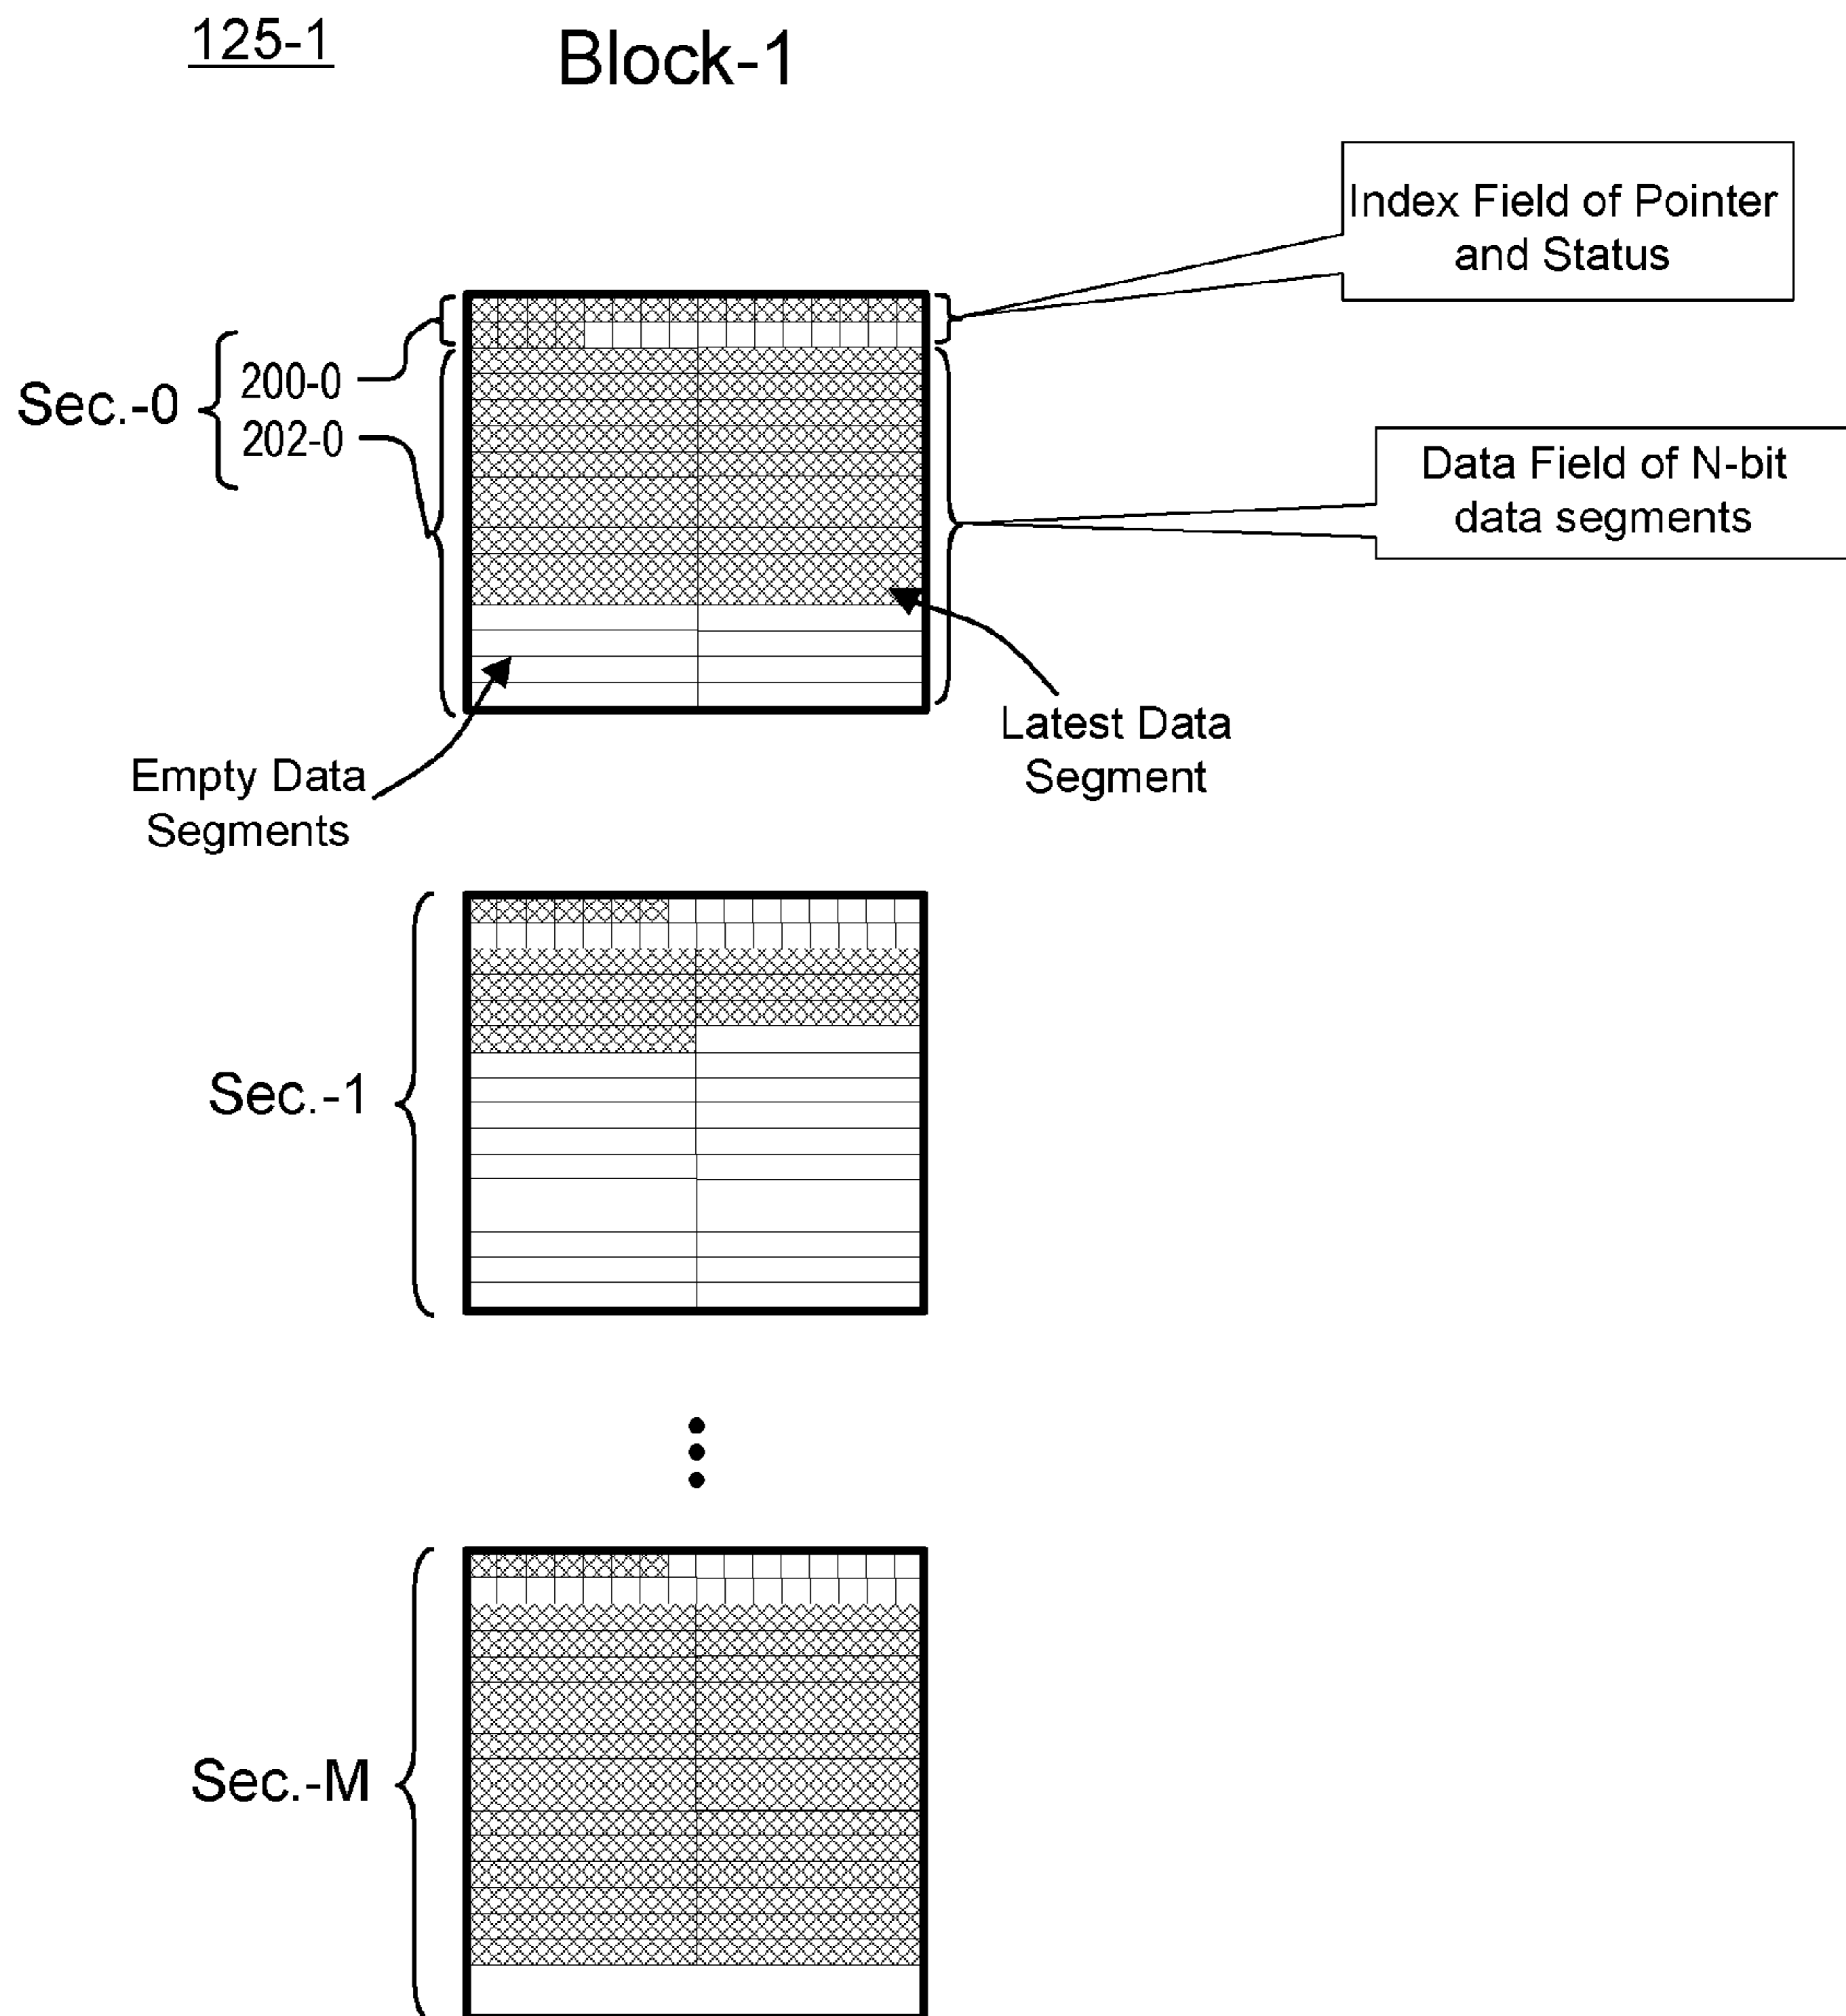 125-1
Block-1
Index Field of Pointer
and Status
Sec.-0
200-0
202-0
Data Field of N-bit
data segments
Latest Data
Segment
Empty Data
Segments
Sec.-1
Sec.-M